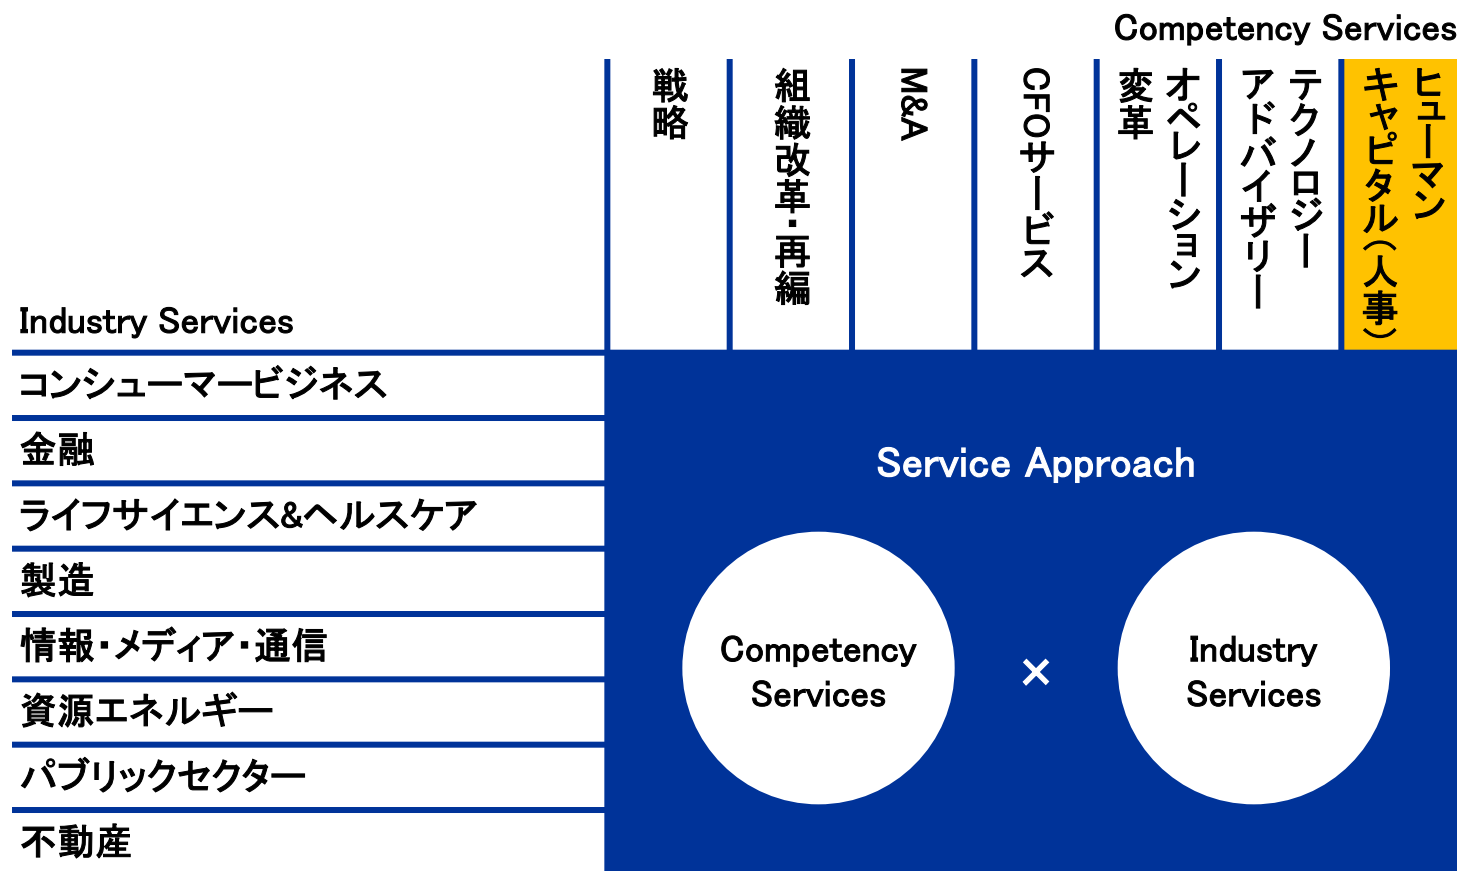 Competency Services
戦略
組織改革・再編
M&A
CFOサービス
オペレーション
変革
テクノロジー
アドバイザリー
ヒューマン
キャピタル(人事)
Industry Services
コンシューマービジネス
金融
ライフサイエンス&ヘルスケア
製造
情報・メディア・通信
資源エネルギー
パブリックセクター
不動産
Service Approach
Competency
Services
×
Industry
Services